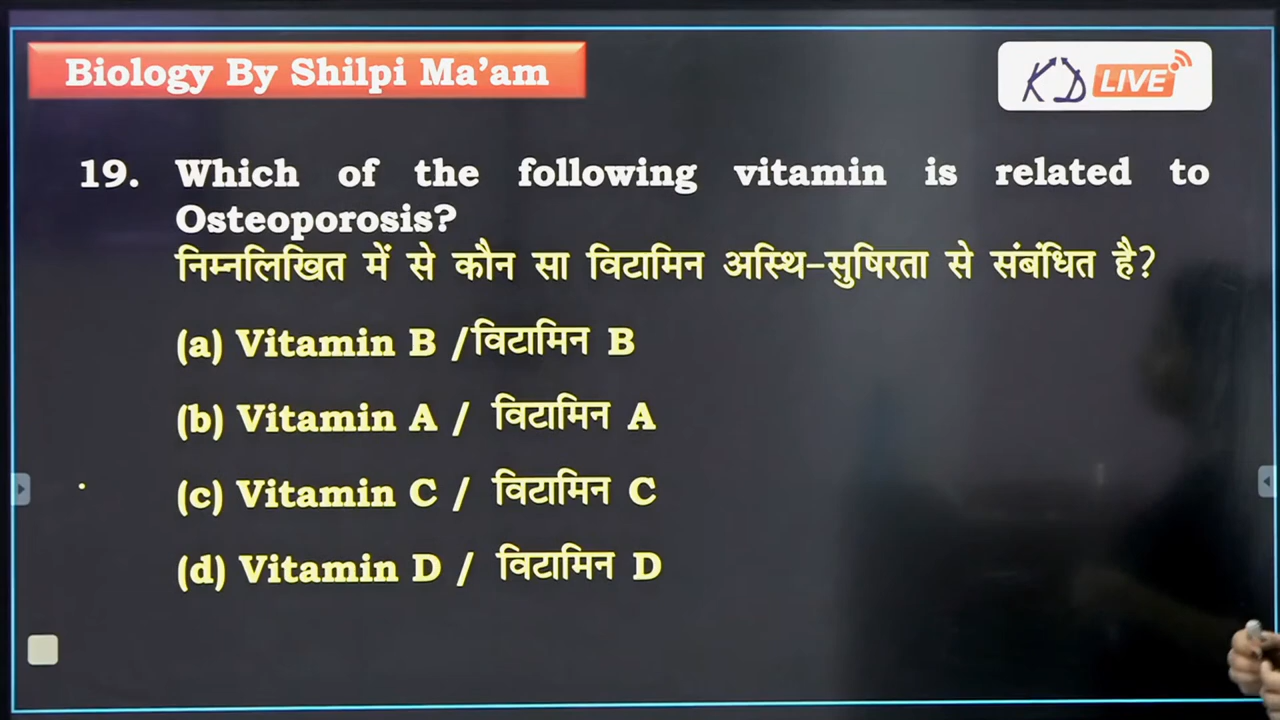 Biology By Shilpi Ma’am
KD LIVE
19. Which of the following vitamin is related to
Osteoporosis?
निम्नलिखित में से कौन सा विटामिन अस्थि-सुषिरता से संबंधित है?
(a) Vitamin B /विटामिन B
(b) Vitamin A / विटामिन A
(c) Vitamin C / विटामिन C
(d) Vitamin D / विटामिन D